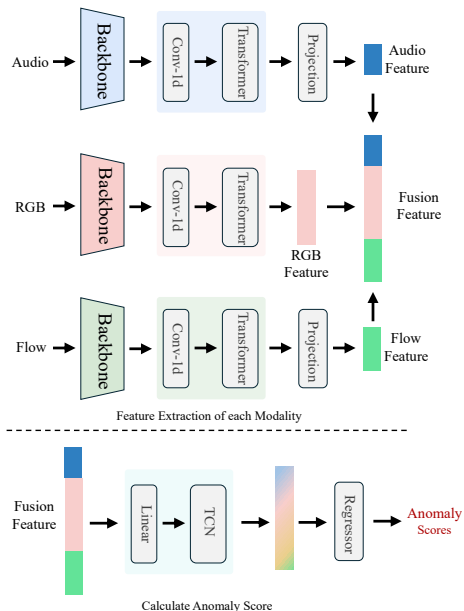 Audio
Backbone
Conv-1d
Transformer
Projection
Audio
Feature
RGB
Backbone
Conv-1d
Transformer
RGB
Feature
Fusion
Feature
Flow
Backbone
Conv-1d
Transformer
Projection
Flow
Feature
Feature Extraction of each Modality
Fusion
Feature
Linear
TCN
Regressor
Anomaly
Scores
Calculate Anomaly Score